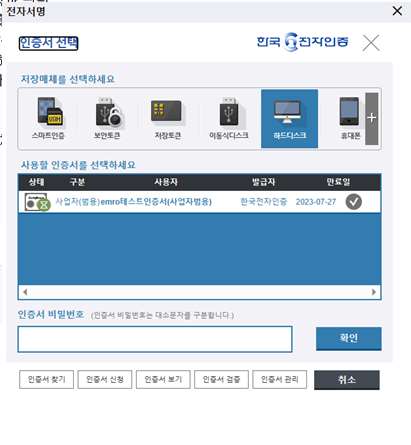 전자서명
인증서 선택
한국전자인증
저장매체를 선택하세요
스마트인증
보안토큰
저장토큰
이동식디스크
하드디스크
휴대폰
+
사용할 인증서를 선택하세요
상태 구분 사용자 발급자 만료일
사업자(범용) emro테스트인증서(사업자범용) 한국전자인증 2023-07-27
인증서 비밀번호 (인증서 비밀번호는 대소문자를 구분합니다.)
확인
인증서 찾기 인증서 신청 인증서 보기 인증서 검증 인증서 관리 취소